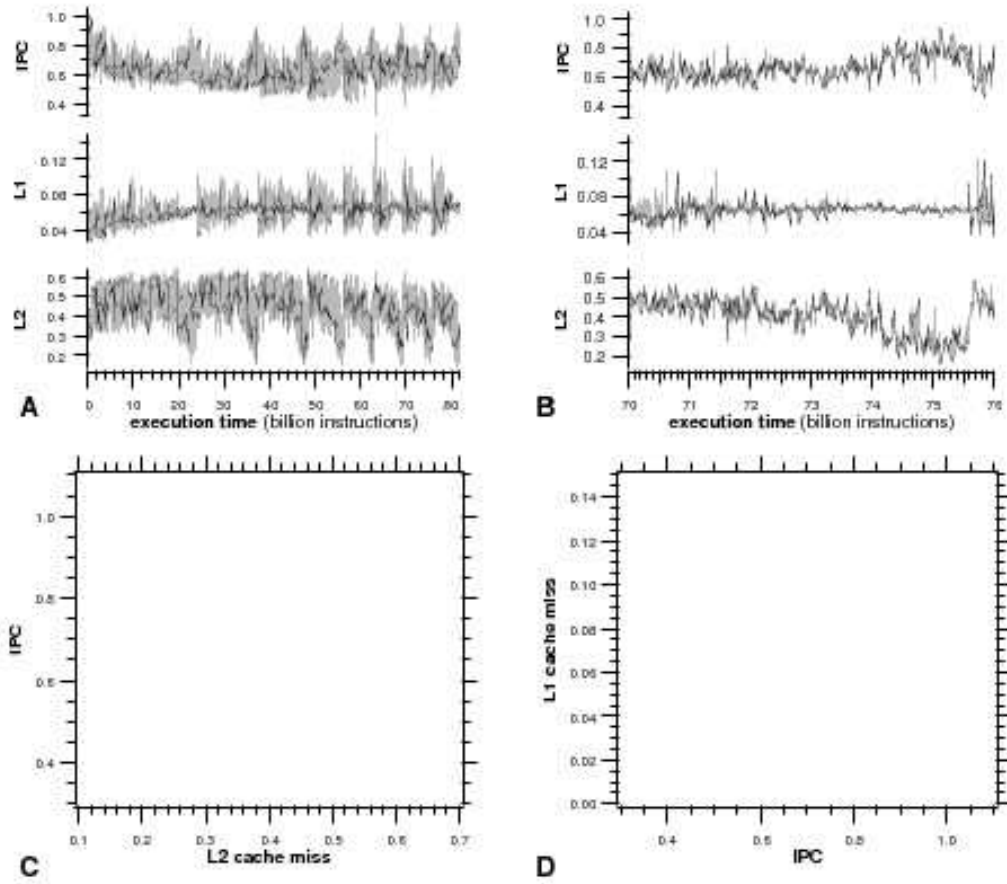 IPC
1.0
0.8
0.6
0.4
L1
0.12
0.08
0.04
L2
0.6
0.5
0.4
0.3
0.2
0 10 20 30 40 50 60 70 80
A
execution time (billion instructions)
IPC
1.0
0.8
0.6
0.4
L1
0.12
0.08
0.04
L2
0.6
0.5
0.4
0.3
0.2
70 71 72 73 74 75 76
B
execution time (billion instructions)
IPC
1.0
0.8
0.6
0.4
0.1 0.2 0.3 0.4 0.5 0.6 0.7
C
L2 cache miss
L1 cache miss
0.14
0.12
0.10
0.08
0.06
0.04
0.02
0.00
0.4 0.6 0.8 1.0
D
IPC